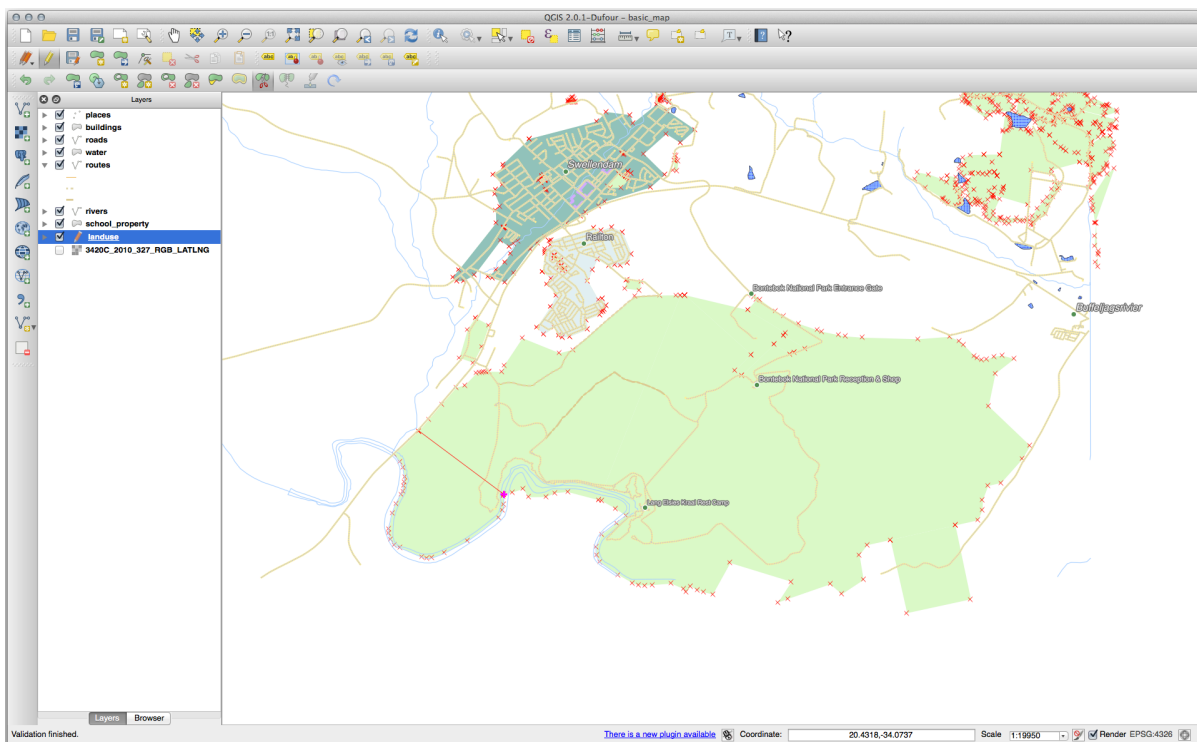 QGIS 2.0.1-Dufour – basic_map
Layers
places
buildings
roads
water
routes
rivers
school_property
landuse
3420C_2010_327_RGB_LATLNG
Swellendam
Railton
Bontebok National Park Entrance Gate
Buffeljagsrivier
Bontebok National Park Reception & Shop
Lang Elsies Kraal Rest Camp
Layers Browser
Validation finished. There is a new plugin available Coordinate: 20.4318,-34.0737 Scale 1:19950 Render EPSG:4326